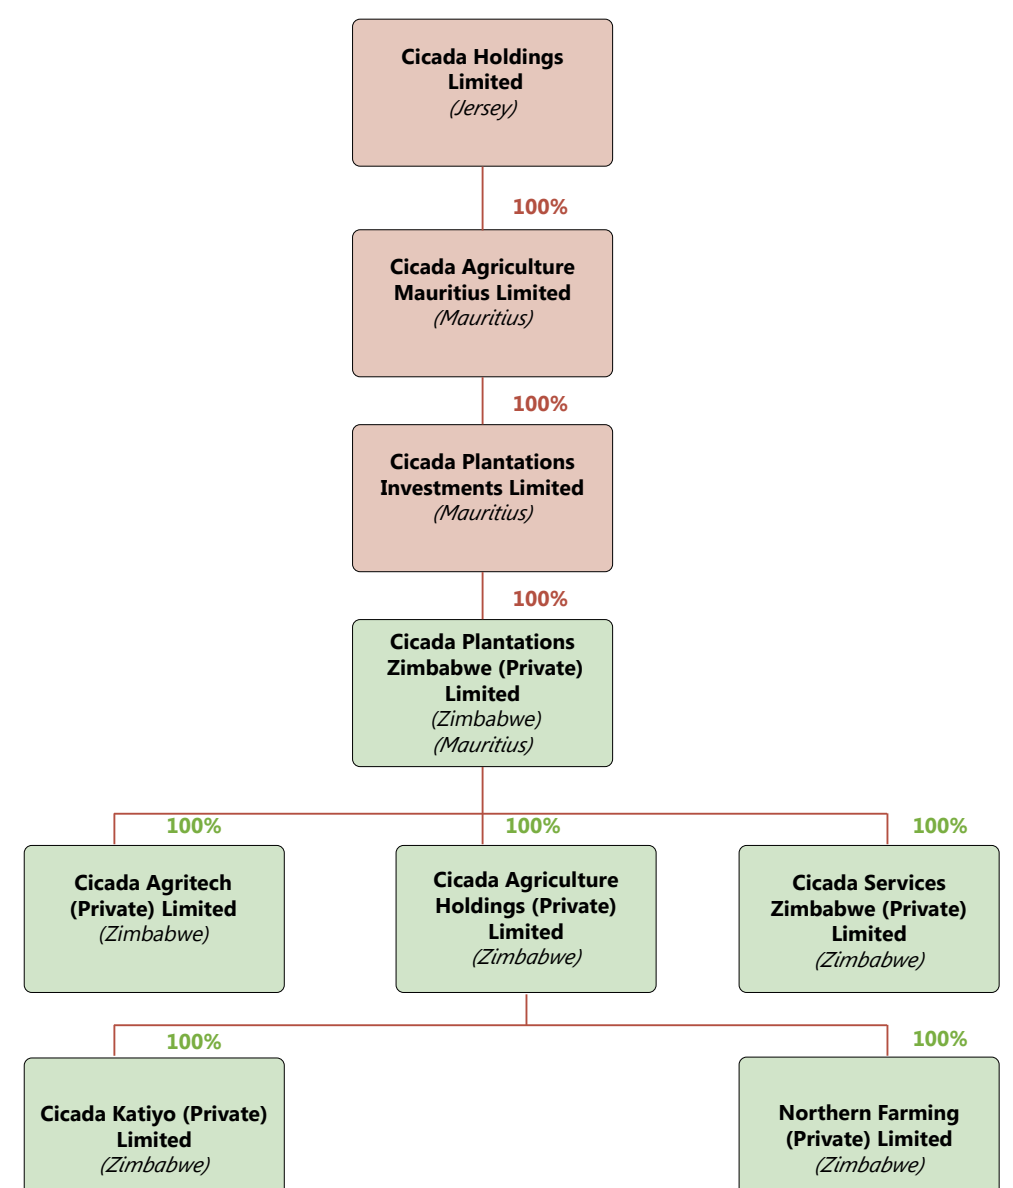 Cicada Holdings
Limited
(Jersey)
100%
Cicada Agriculture
Mauritius Limited
(Mauritius)
100%
Cicada Plantations
Investments Limited
(Mauritius)
100%
Cicada Plantations
Zimbabwe (Private)
Limited
(Zimbabwe)
(Mauritius)
100%
100%
100%
Cicada Agritech
(Private) Limited
(Zimbabwe)
Cicada Agriculture
Holdings (Private)
Limited
(Zimbabwe)
Cicada Services
Zimbabwe (Private)
Limited
(Zimbabwe)
100%
100%
Cicada Katiyo (Private)
Limited
(Zimbabwe)
Northern Farming
(Private) Limited
(Zimbabwe)